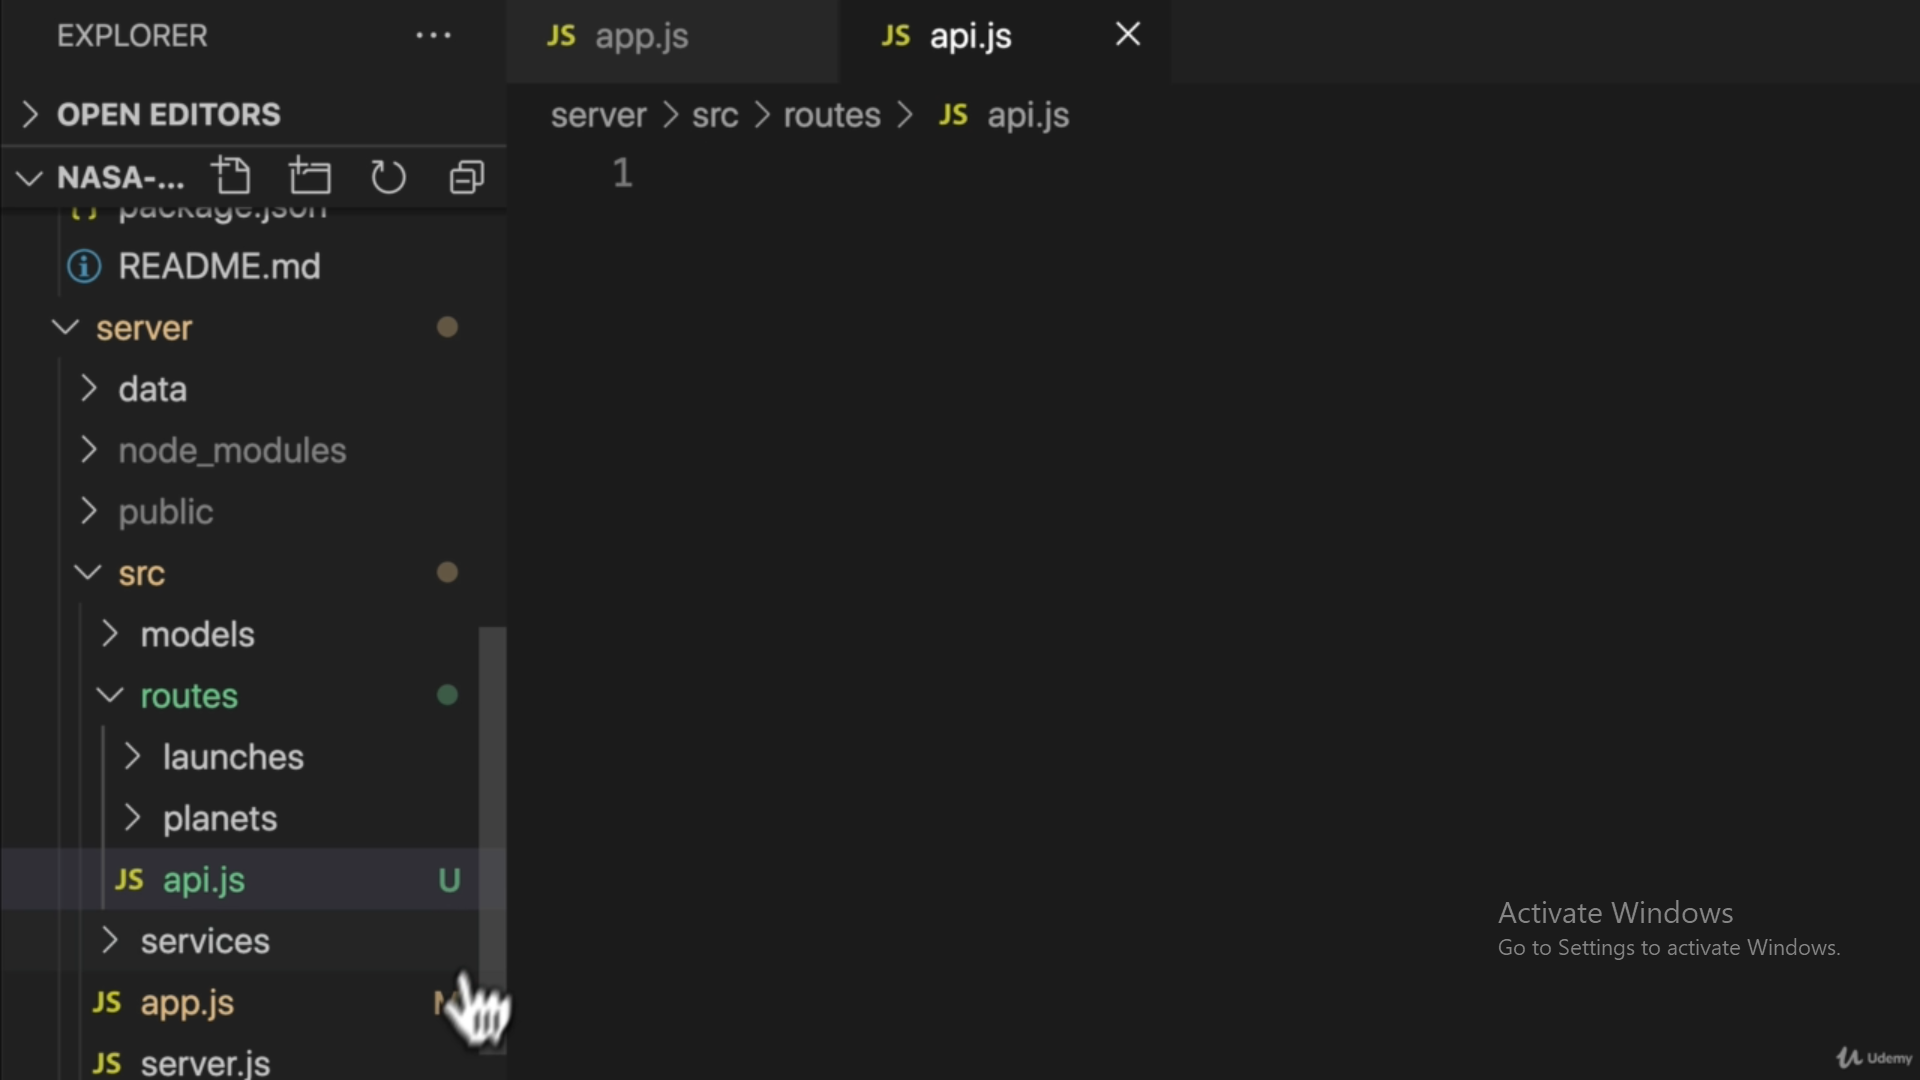 EXPLORER
OPEN EDITORS
NASA-...
package.json
README.md
server
data
node_modules
public
src
models
routes
launches
planets
JS api.js U
services
JS app.js M
JS server.js
JS app.js
JS api.js
server > src > routes > JS api.js
1
Activate Windows
Go to Settings to activate Windows.
Udemy